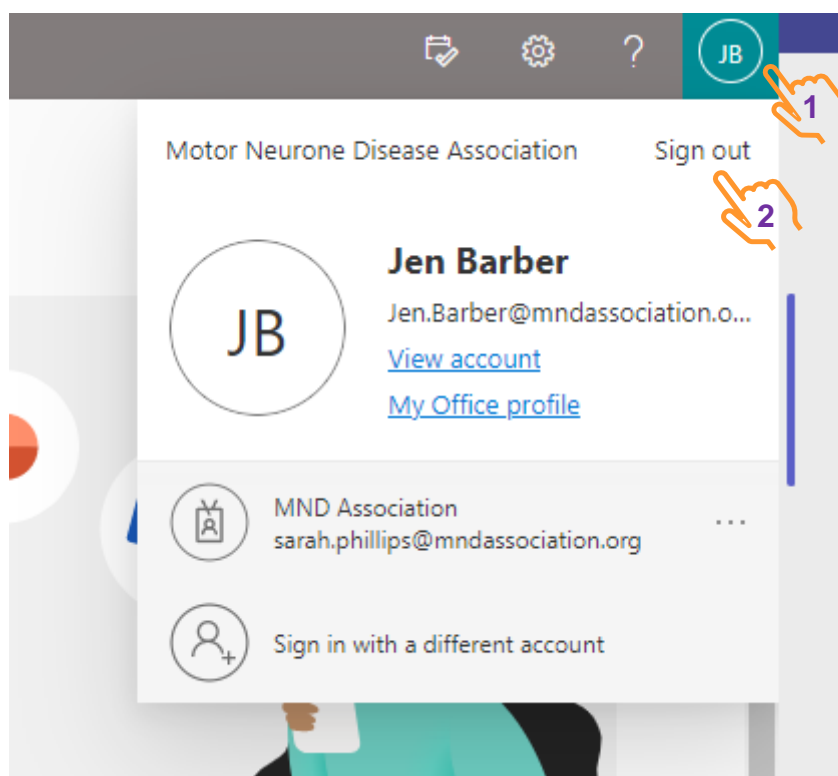 ? JB
1
Motor Neurone Disease Association Sign out
2
JB
Jen Barber
Jen.Barber@mndassociation.o...
View account
My Office profile
MND Association
sarah.phillips@mndassociation.org
...
Sign in with a different account